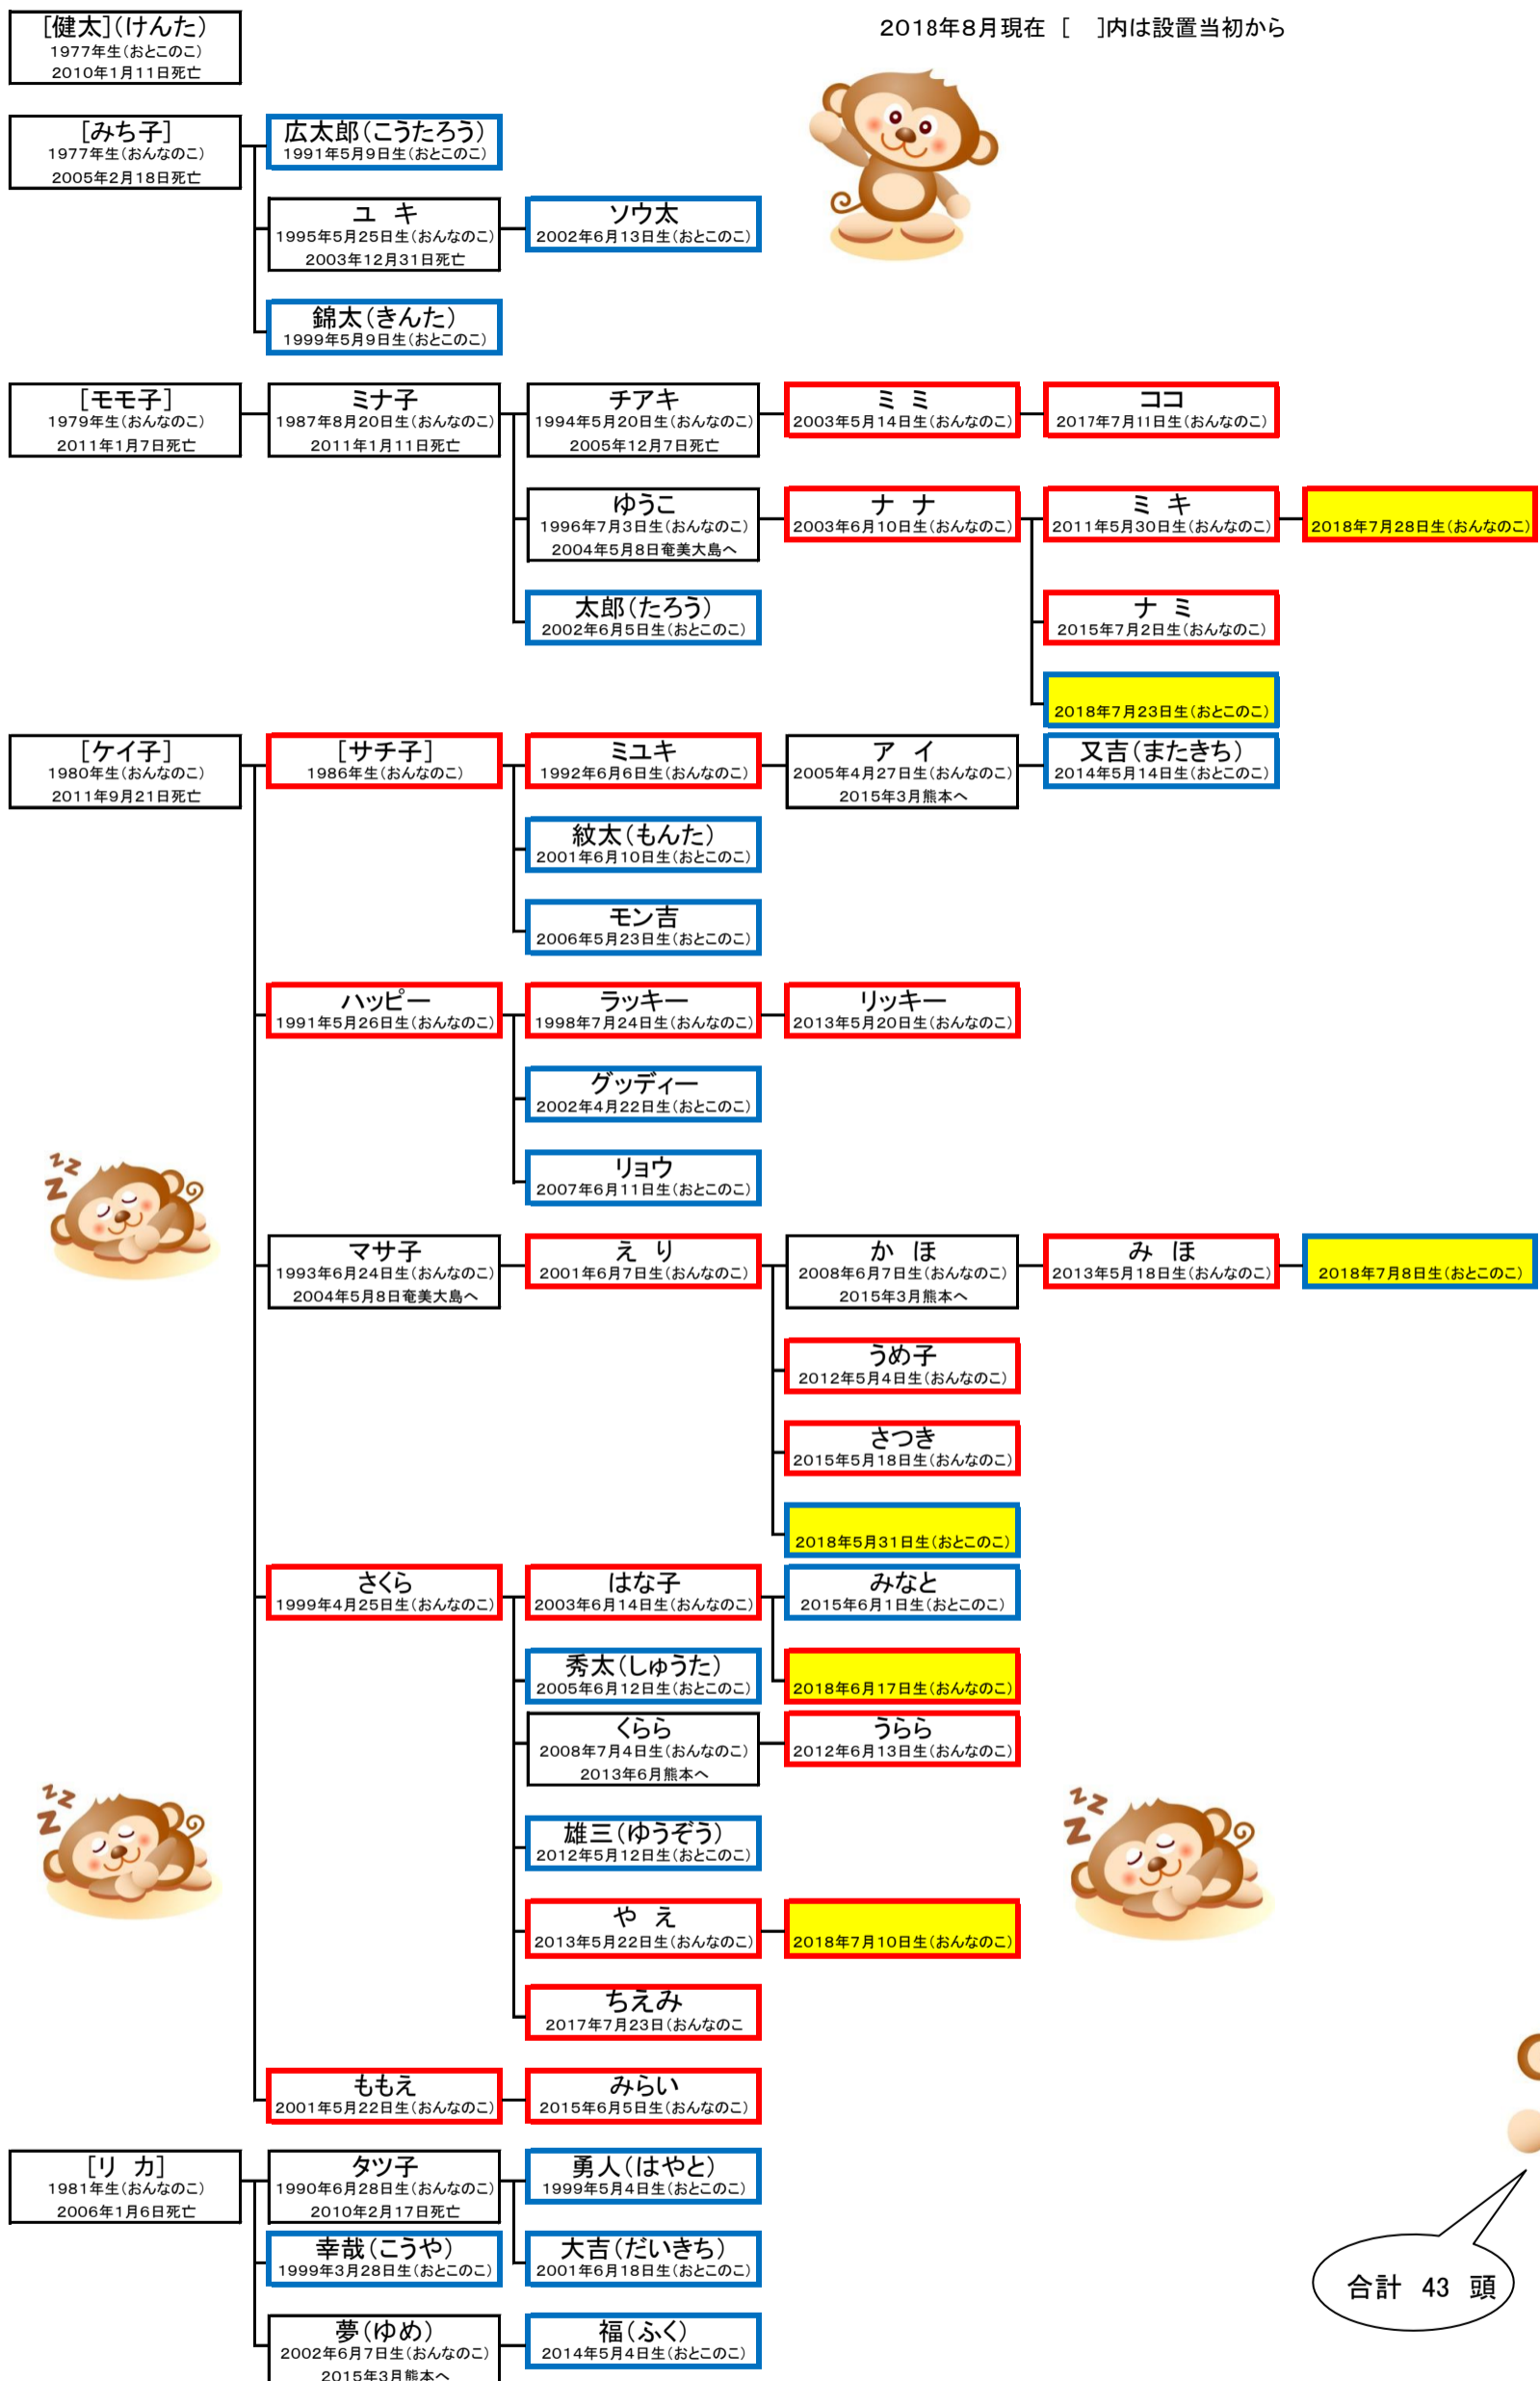 2018年8月現在 [ ]内は設置当初から
[健太](けんた)
1977年生(おとこのこ)
2010年1月11日死亡
[みち子]
1977年生(おんなのこ)
2005年2月18日死亡
広太郎(こうたろう)
1991年5月9日生(おとこのこ)
ユ キ
1995年5月25日生(おんなのこ)
2003年12月31日死亡
ソウ太
2002年6月13日生(おとこのこ)
錦太(きんた)
1999年5月9日生(おとこのこ)
[モモ子]
1979年生(おんなのこ)
2011年1月7日死亡
ミナ子
1987年8月20日生(おんなのこ)
2011年1月11日死亡
チアキ
1994年5月20日生(おんなのこ)
2005年12月7日死亡
ミ ミ
2003年5月14日生(おんなのこ)
ココ
2017年7月11日生(おんなのこ)
ゆうこ
1996年7月3日生(おんなのこ)
2004年5月8日奄美大島へ
ナ ナ
2003年6月10日生(おんなのこ)
ミ キ
2011年5月30日生(おんなのこ)
2018年7月28日生(おんなのこ)
太郎(たろう)
2002年6月5日生(おとこのこ)
ナ ミ
2015年7月2日生(おんなのこ)
2018年7月23日生(おとこのこ)
[ケイ子]
1980年生(おんなのこ)
2011年9月21日死亡
[サチ子]
1986年生(おんなのこ)
ミユキ
1992年6月6日生(おんなのこ)
ア イ
2005年4月27日生(おんなのこ)
2015年3月熊本へ
又吉(またきち)
2014年5月14日生(おとこのこ)
紋太(もんた)
2001年6月10日生(おとこのこ)
モン吉
2006年5月23日生(おとこのこ)
ハッピー
1991年5月26日生(おんなのこ)
ラッキー
1998年7月24日生(おんなのこ)
リッキー
2013年5月20日生(おんなのこ)
グッディー
2002年4月22日生(おとこのこ)
リョウ
2007年6月11日生(おとこのこ)
マサ子
1993年6月24日生(おんなのこ)
2004年5月8日奄美大島へ
え り
2001年6月7日生(おんなのこ)
か ほ
2008年6月7日生(おんなのこ)
2015年3月熊本へ
み ほ
2013年5月18日生(おんなのこ)
2018年7月8日生(おとこのこ)
うめ子
2012年5月4日生(おんなのこ)
さつき
2015年5月18日生(おんなのこ)
2018年5月31日生(おとこのこ)
さくら
1999年4月25日生(おんなのこ)
はな子
2003年6月14日生(おんなのこ)
みなと
2015年6月1日生(おとこのこ)
秀太(しゅうた)
2005年6月12日生(おとこのこ)
2018年6月17日生(おんなのこ)
くらら
2008年7月4日生(おんなのこ)
2013年6月熊本へ
うらら
2012年6月13日生(おんなのこ)
雄三(ゆうぞう)
2012年5月12日生(おとこのこ)
や え
2013年5月22日生(おんなのこ)
2018年7月10日生(おんなのこ)
ちえみ
2017年7月23日(おんなのこ
ももえ
2001年5月22日生(おんなのこ)
みらい
2015年6月5日生(おんなのこ)
[リ カ]
1981年生(おんなのこ)
2006年1月6日死亡
タツ子
1990年6月28日生(おんなのこ)
2010年2月17日死亡
勇人(はやと)
1999年5月4日生(おとこのこ)
幸哉(こうや)
1999年3月28日生(おとこのこ)
大吉(だいきち)
2001年6月18日生(おとこのこ)
夢(ゆめ)
2002年6月7日生(おんなのこ)
2015年3月熊本へ
福(ふく)
2014年5月4日生(おとこのこ)
合計 43 頭
zzz
zzz
zzz